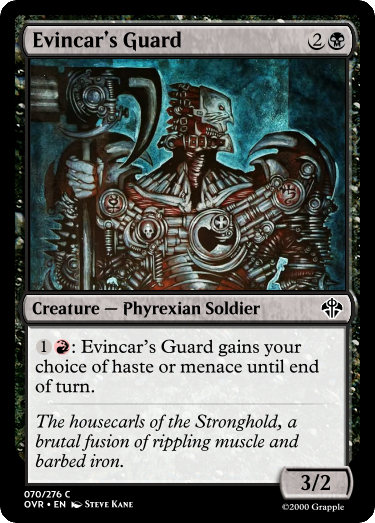 Evincar's Guard 2
Creature — Phyrexian Soldier
1 : Evincar's Guard gains your
choice of haste or menace until end
of turn.
The housecarls of the Stronghold, a
brutal fusion of rippling muscle and
barbed iron.
3/2
070/276 C
OVR • EN Steve Kane
©2000 Grapple